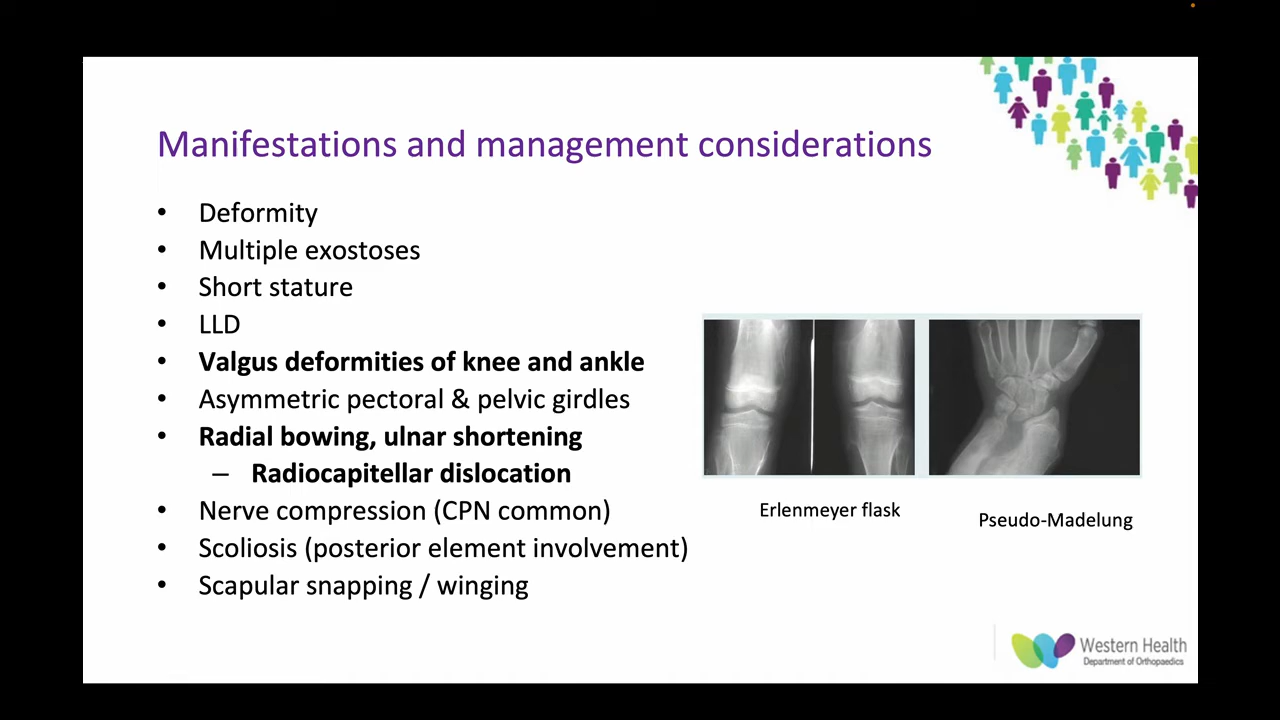 Manifestations and management considerations
• Deformity
• Multiple exostoses
• Short stature
• LLD
• Valgus deformities of knee and ankle
• Asymmetric pectoral & pelvic girdles
• Radial bowing, ulnar shortening
– Radiocapitellar dislocation
• Nerve compression (CPN common)
• Scoliosis (posterior element involvement)
• Scapular snapping / winging
Erlenmeyer flask
Pseudo-Madelung
Western Health
Department of Orthopaedics